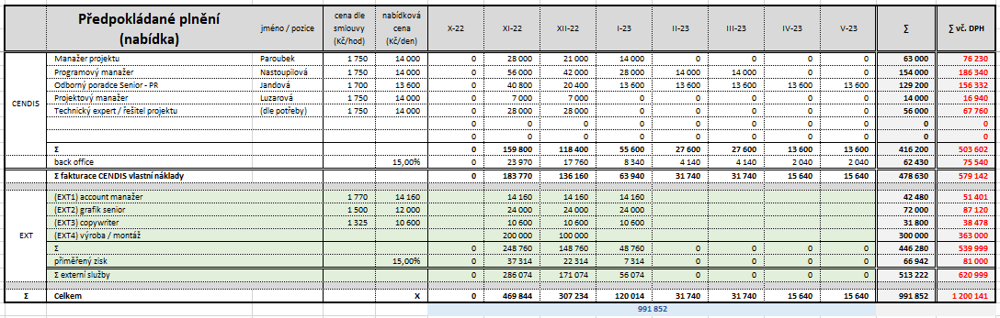 Předpokládané plnění (nabídka) jméno / pozice cena dle smlouvy (Kč/hod) nabídková cena (Kč/den) X-22 XI-22 XII-22 I-23 II-23 III-23 IV-23 V-23 Σ Σ vč. DPH
Manažer projektu Paroubek 1 750 14 000 0 28 000 21 000 14 000 0 0 0 0 63 000 76 230
Programový manažer Nastoupilová 1 750 14 000 0 56 000 42 000 28 000 14 000 14 000 0 0 154 000 186 340
Odborný poradce Senior - PR Jandová 1 700 13 600 0 40 800 20 400 13 600 13 600 13 600 13 600 13 600 129 200 156 332
Projektový manažer Luzarová 1 750 14 000 0 7 000 7 000 0 0 0 0 0 14 000 16 940
CENDIS
Technický expert / řešitel projektu (dle potřeby) 1 750 14 000 0 28 000 28 000 0 0 0 0 0 56 000 67 760
0 0 0 0 0 0 0 0 0 0
0 0 0 0 0 0 0 0 0 0
Σ 0 159 800 118 400 55 600 27 600 27 600 13 600 13 600 416 200 503 602
back office 15,00% 0 23 970 17 760 8 340 4 140 4 140 2 040 2 040 62 430 75 540
Σ fakturace CENDIS vlastní náklady 0 183 770 136 160 63 940 31 740 31 740 15 640 15 640 478 630 579 142
(EXT1) account manažer 1 770 14 160 14 160 14 160 14 160 42 480 51 401
(EXT2) grafik senior 1 500 12 000 24 000 24 000 24 000 72 000 87 120
(EXT3) copywriter 1 325 10 600 10 600 10 600 10 600 31 800 38 478
EXT
(EXT4) výroba / montáž 200 000 100 000 300 000 363 000
Σ 0 248 760 148 760 48 760 0 0 0 0 446 280 539 999
přiměřený zisk 15,00% 0 37 314 22 314 7 314 0 0 0 0 66 942 81 000
Σ externí služby 0 286 074 171 074 56 074 0 0 0 0 513 222 620 999
Σ Celkem X 0 469 844 307 234 120 014 31 740 31 740 15 640 15 640 991 852 1 200 141
991 852